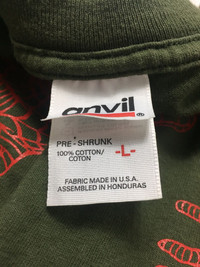 anvil®
PRE-SHRUNK
100% COTTON/
COTON
-L-
FABRIC MADE IN U.S.A.
ASSEMBLED IN HONDURAS